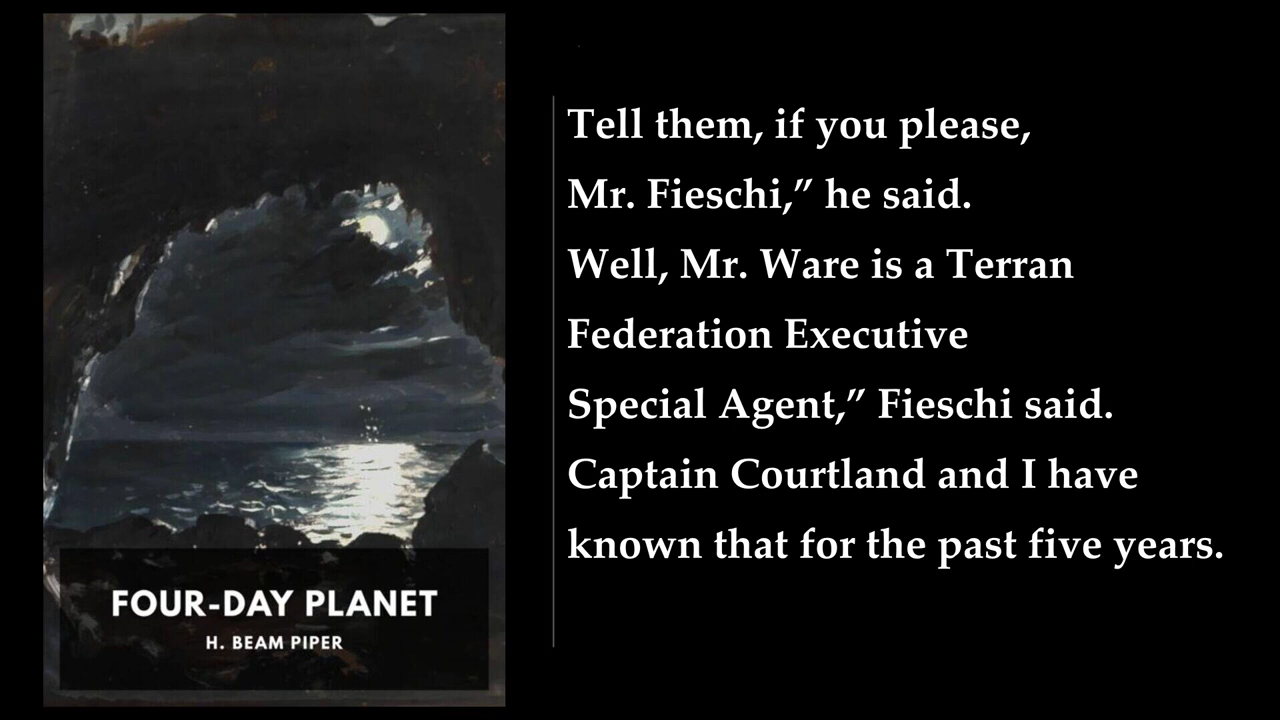 FOUR-DAY PLANET
H. BEAM PIPER
Tell them, if you please,
Mr. Fieschi,” he said.
Well, Mr. Ware is a Terran
Federation Executive
Special Agent,” Fieschi said.
Captain Courtland and I have
known that for the past five years.